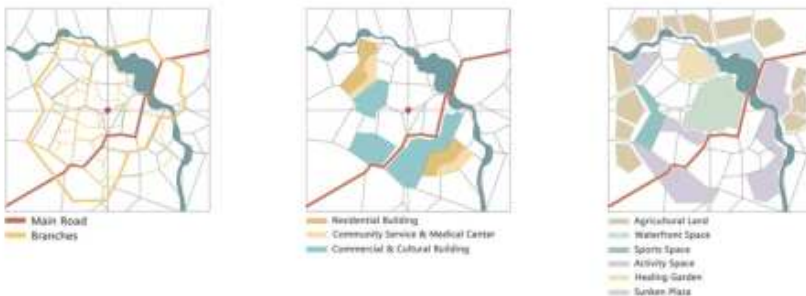 Main Road
Branches
Residential Building
Community Service & Medical Center
Commercial & Cultural Building
Agricultural Land
Waterfront Space
Sports Space
Activity Space
Healing Garden
Sunken Plaza